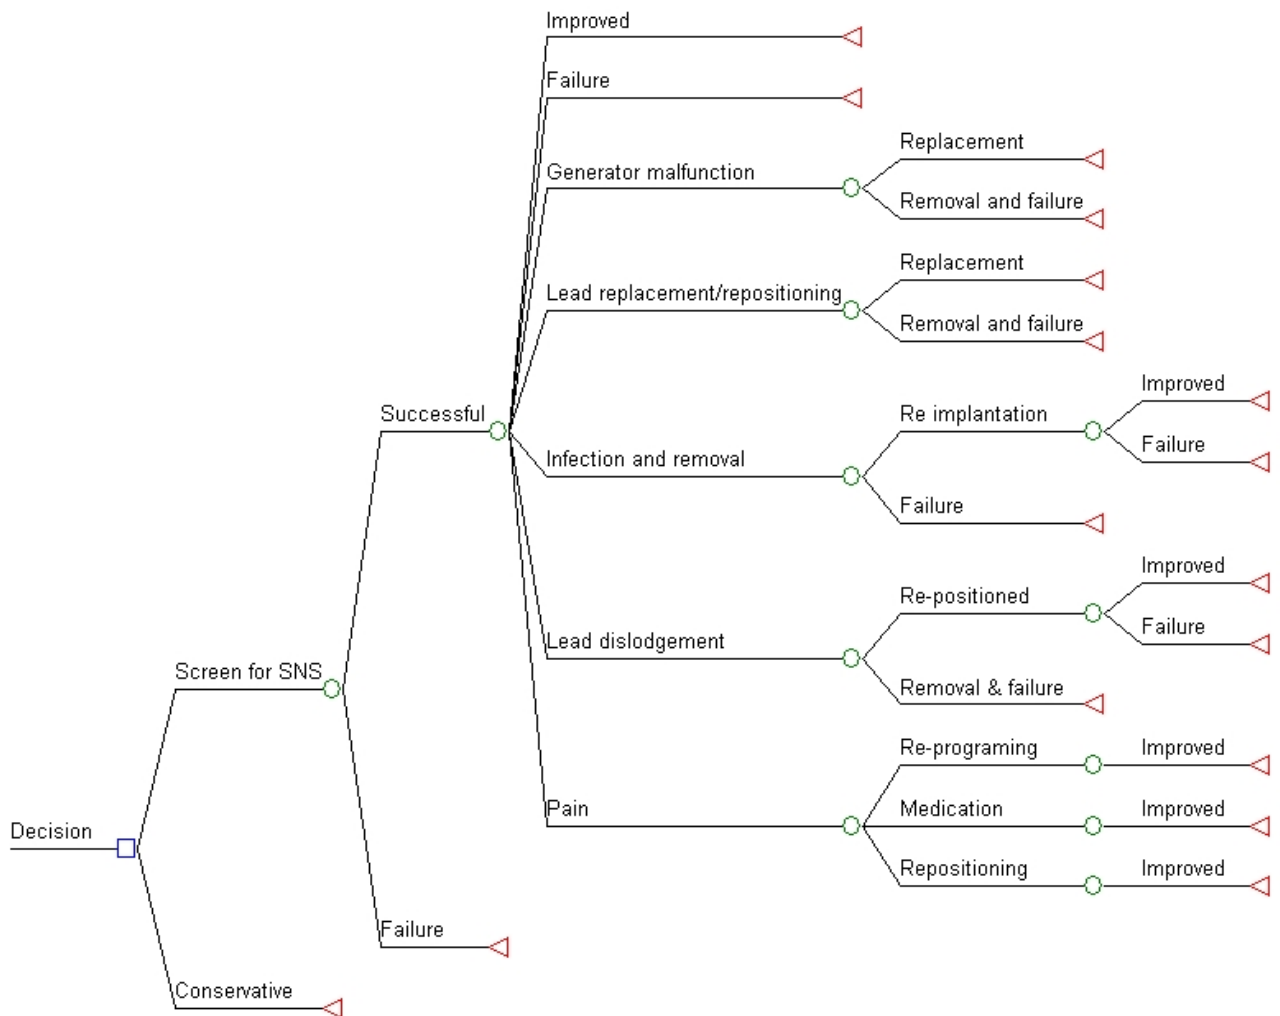 Improved
Failure
Replacement
Generator malfunction
Removal and failure
Replacement
Lead replacement/repositioning
Removal and failure
Improved
Successful
Re implantation
Failure
Infection and removal
Failure
Improved
Re-positioned
Failure
Lead dislodgement
Screen for SNS
Removal & failure
Re-programing
Improved
Decision
Pain
Medication
Improved
Repositioning
Improved
Failure
Conservative